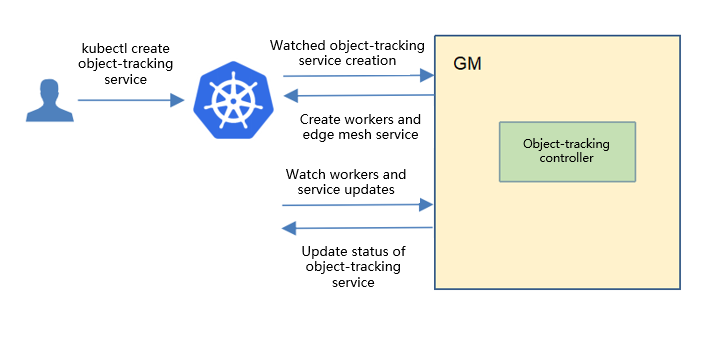 kubectl create
object-tracking
service
Watched object-tracking
service creation
Create workers and
edge mesh service
Watch workers and
service updates
Update status of
object-tracking
service
GM
Object-tracking
controller